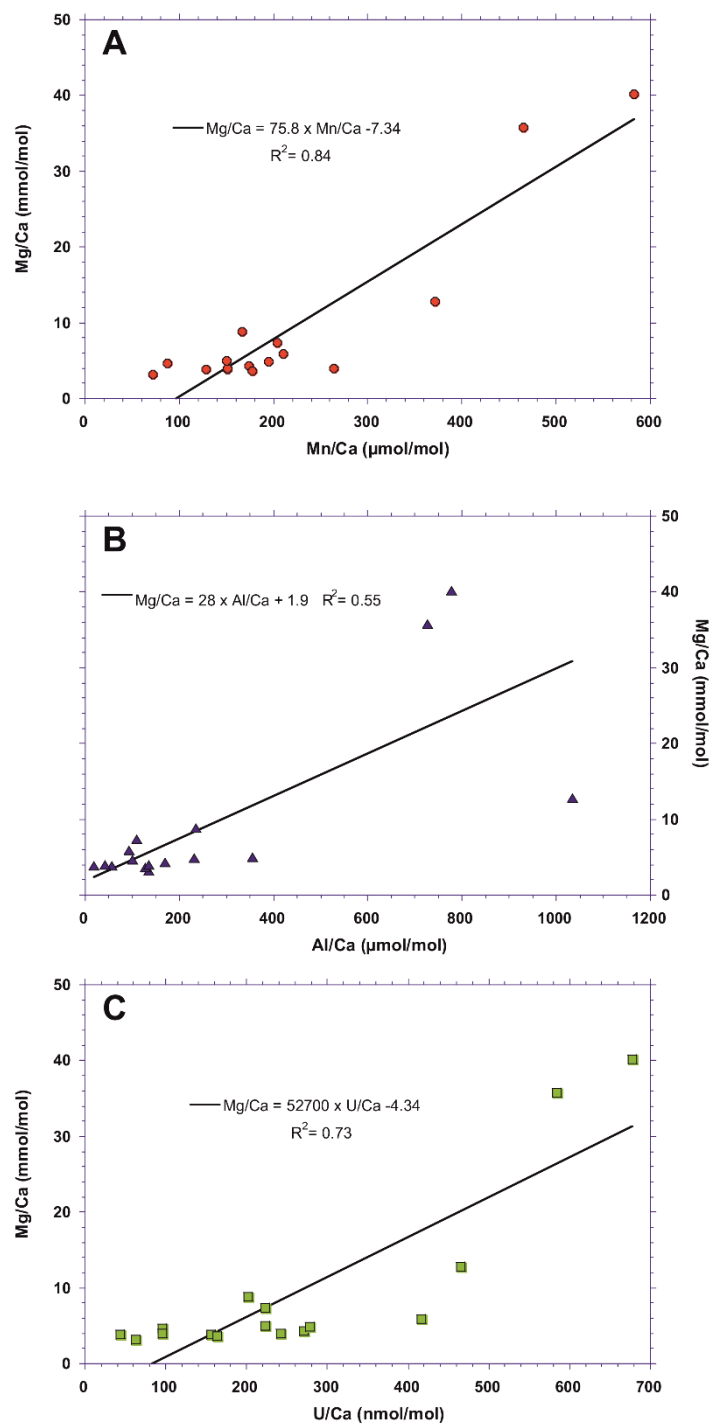 A
50
40
30
20
10
0
Mg/Ca (mmol/mol)
Mg/Ca = 75.8 x Mn/Ca -7.34
R2= 0.84
0 100 200 300 400 500 600
Mn/Ca (µmol/mol)
B
Mg/Ca = 28 x Al/Ca + 1.9 R2= 0.55
50
40
30
20
10
0
Mg/Ca (mmol/mol)
0 200 400 600 800 1000 1200
Al/Ca (µmol/mol)
C
50
40
30
20
10
0
Mg/Ca (mmol/mol)
Mg/Ca = 52700 x U/Ca -4.34
R2= 0.73
0 100 200 300 400 500 600 700
U/Ca (nmol/mol)